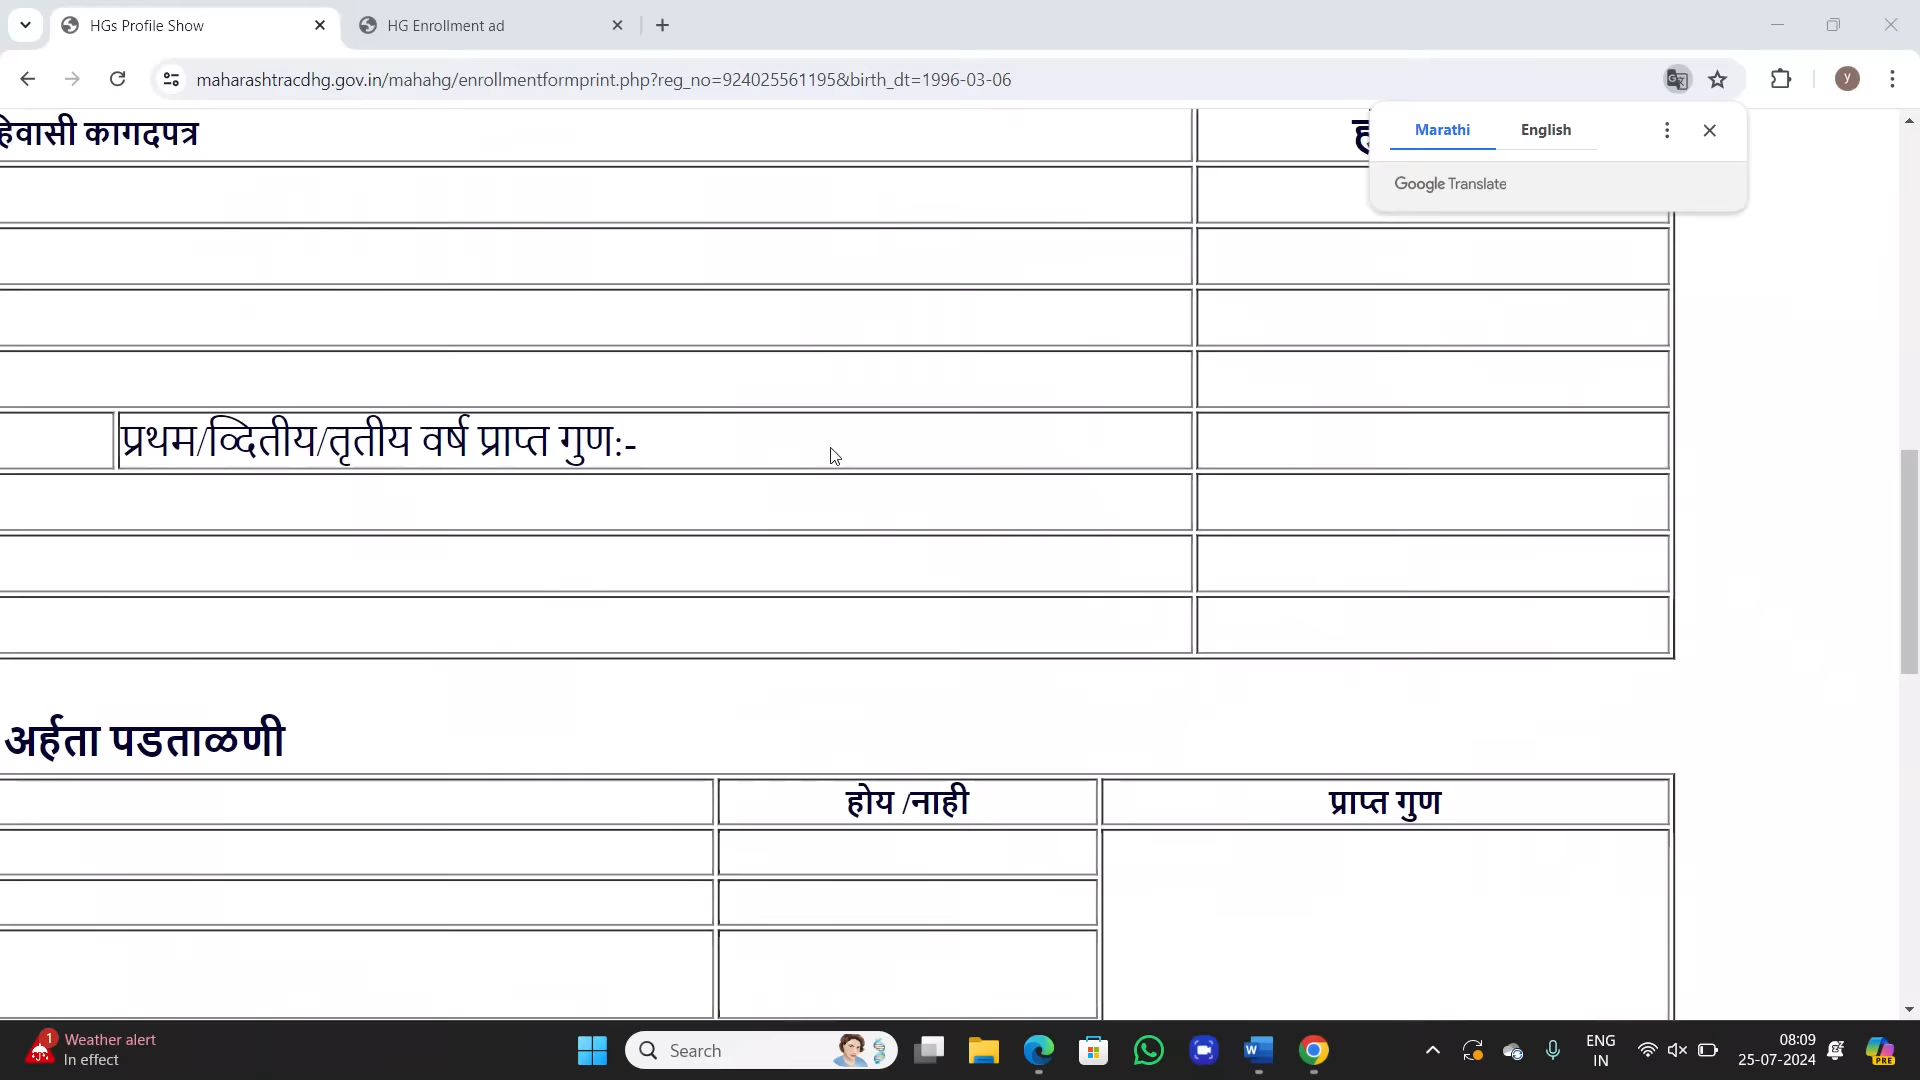 HGs Profile Show
HG Enrollment ad
maharashtracdhg.gov.in/mahahg/enrollmentformprint.php?reg_no=924025561195&birth_dt=1996-03-06
y
Marathi
English
Google Translate
हिवासी कागदपत्र
प्रथम/व्दितीय/तृतीय वर्ष प्राप्त गुण:-
अर्हता पडताळणी
होय /नाही
प्राप्त गुण
1
Weather alert
In effect
Search
ENG
IN
08:09
25-07-2024
PRE